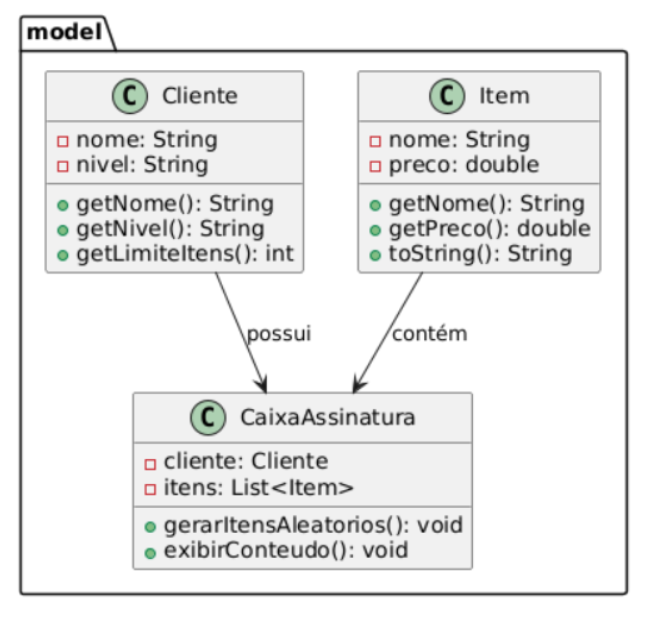 model
C Cliente
nome: String
nivel: String
getNome(): String
getNivel(): String
getLimiteItens(): int
C Item
nome: String
preco: double
getNome(): String
getPreco(): double
toString(): String
possui
contém
C CaixaAssinatura
cliente: Cliente
itens: List<Item>
gerarItensAleatorios(): void
exibirConteudo(): void